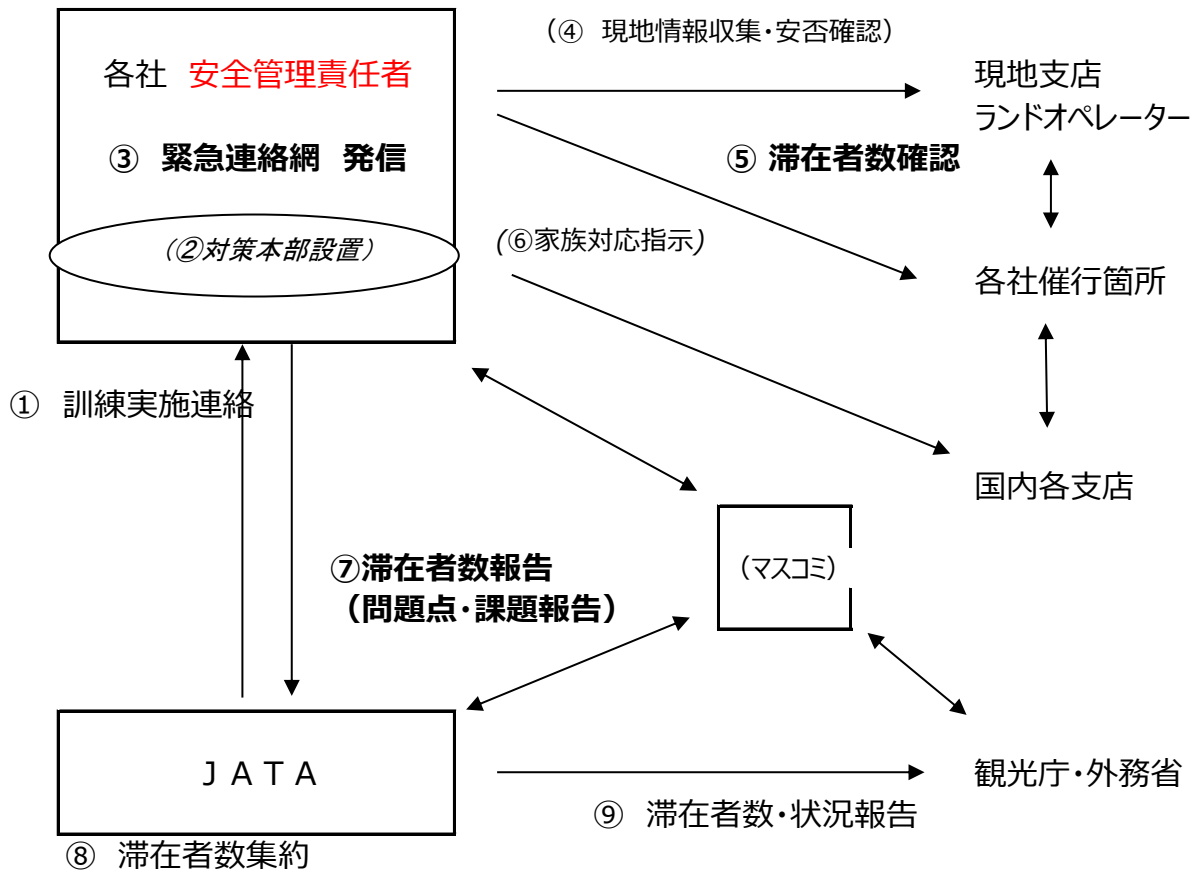 (④ 現地情報収集・安否確認)
各社 安全管理責任者
現地支店
ランドオペレーター
③ 緊急連絡網 発信
⑤ 滞在者数確認
(②対策本部設置)
(⑥家族対応指示)
各社催行箇所
① 訓練実施連絡
国内各支店
⑦滞在者数報告
(問題点・課題報告)
(マスコミ)
JATA
観光庁・外務省
⑨ 滞在者数・状況報告
⑧ 滞在者数集約